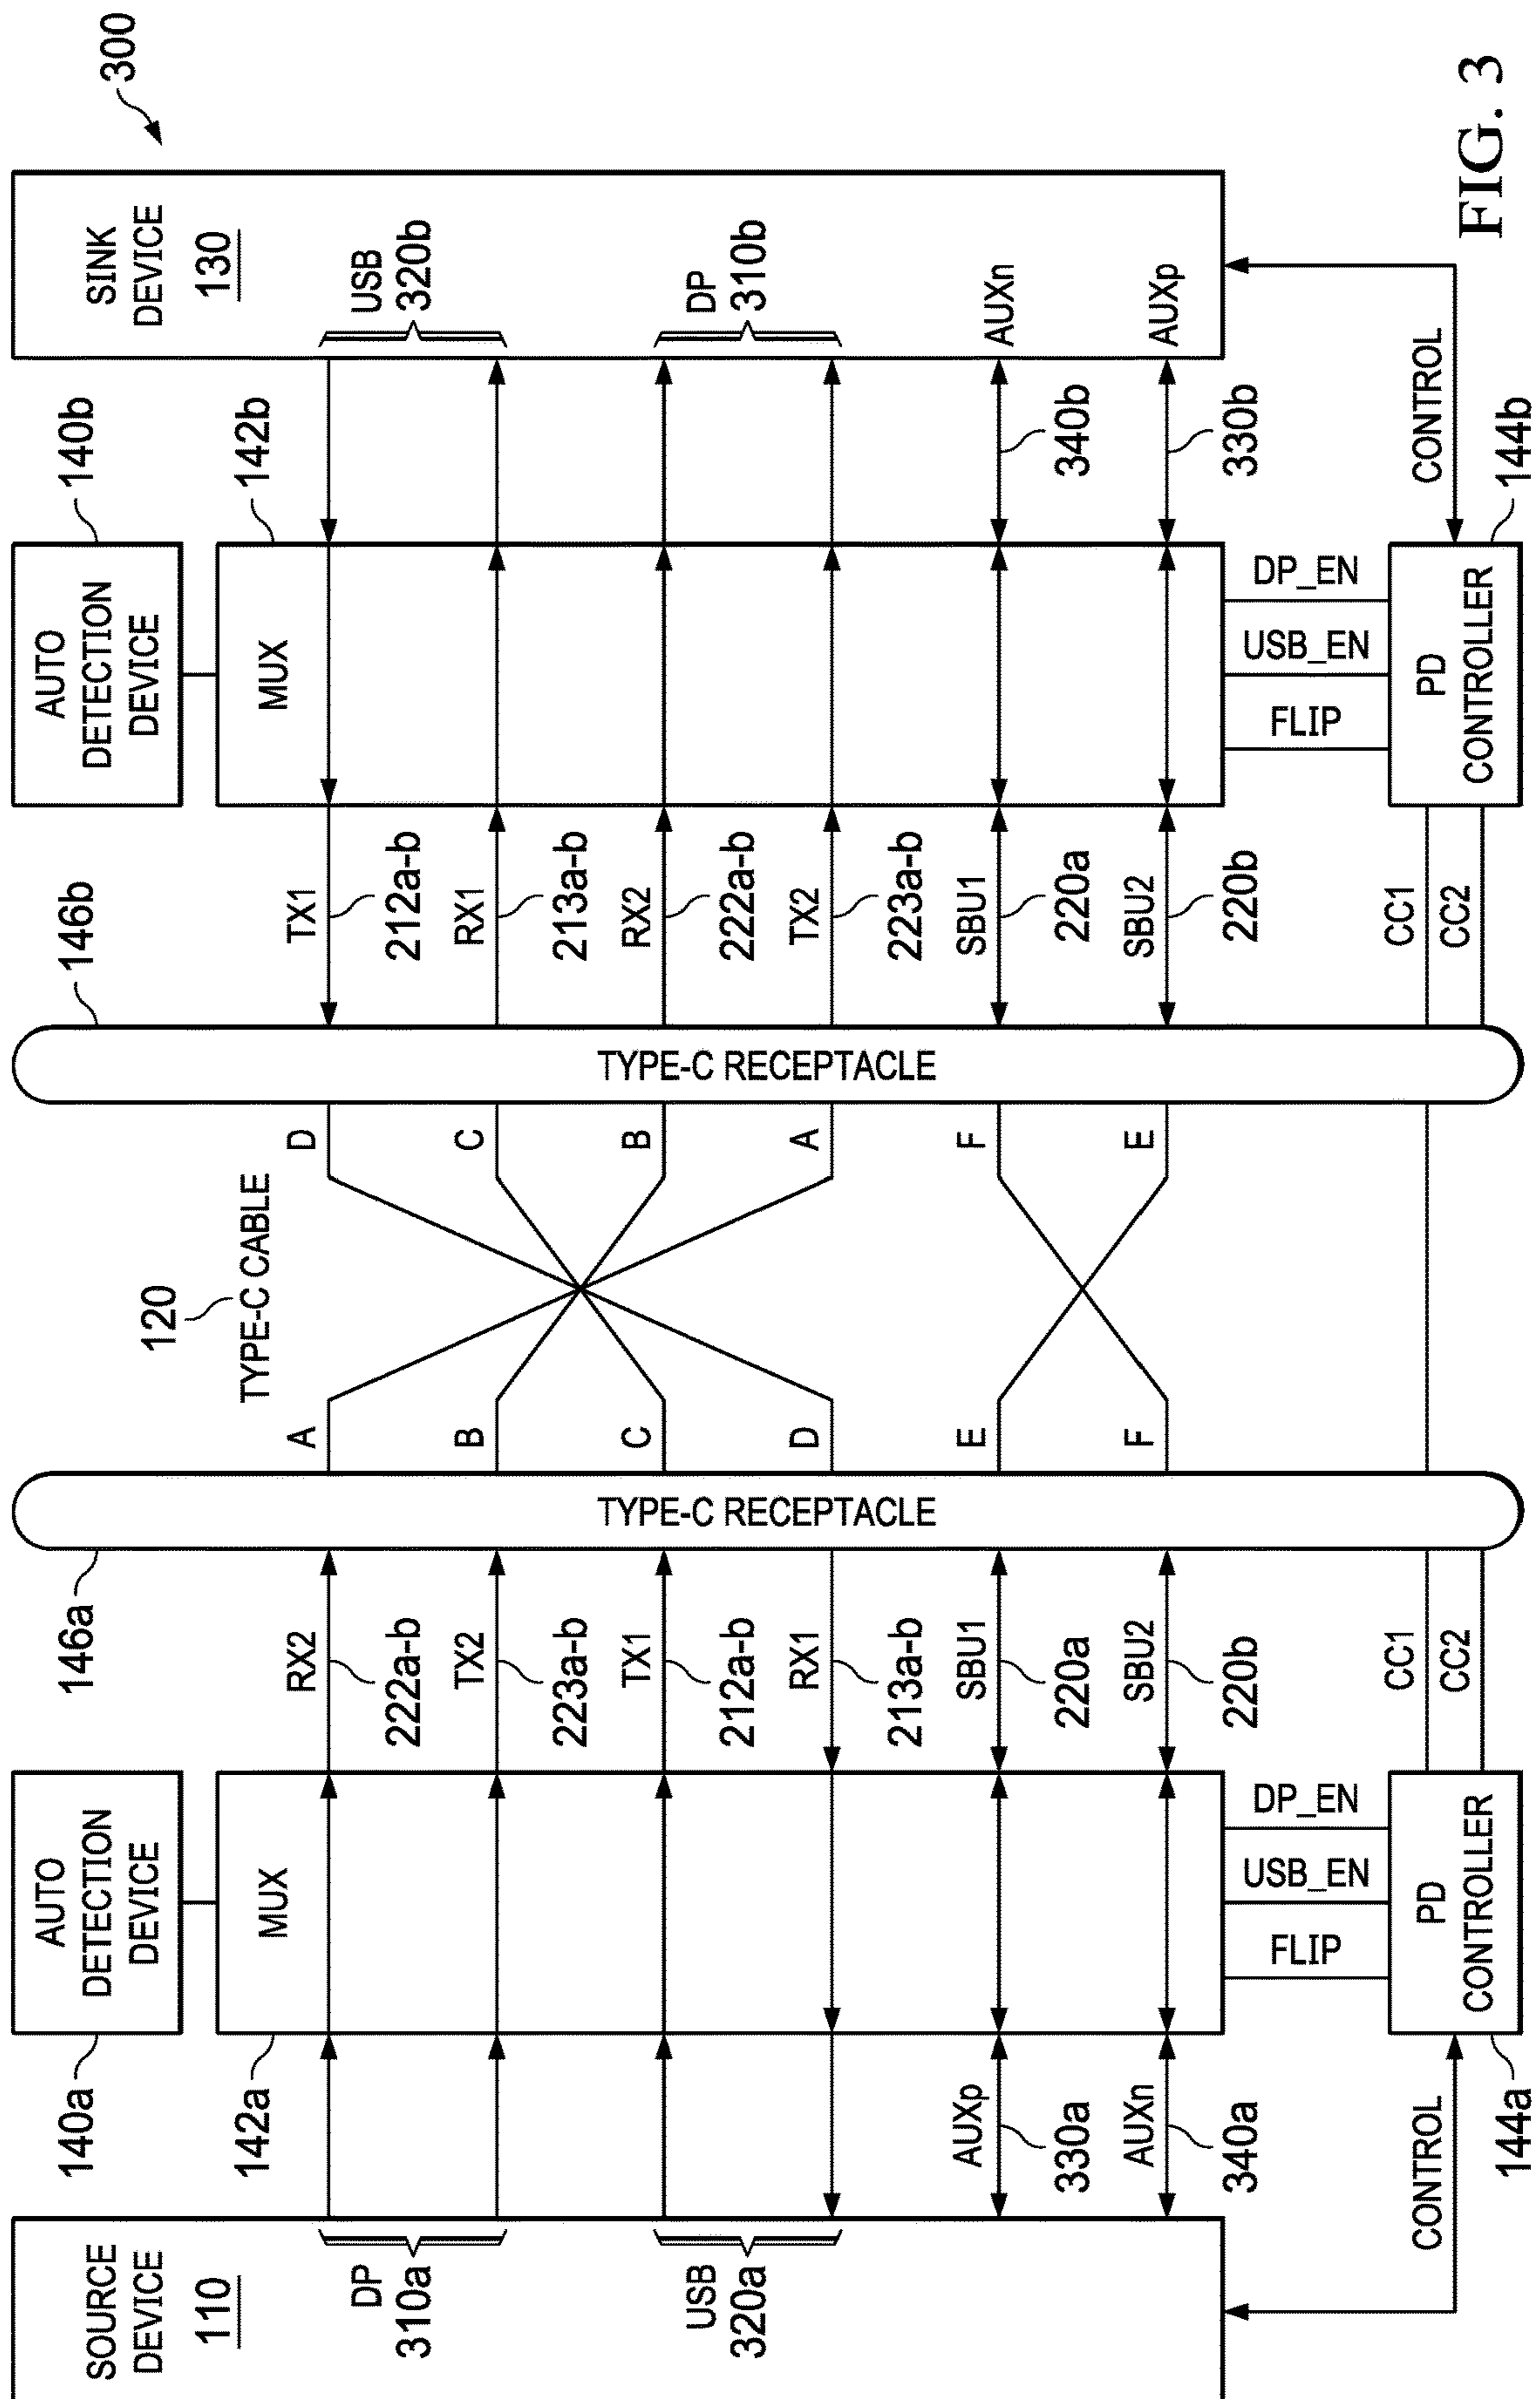 300
SOURCE
DEVICE
110
DP
310a
USB
320a
140a
AUTO
DETECTION
DEVICE
142a
MUX
AUXp
330a
AUXn
340a
CONTROL
144a
FLIP
USB_EN
DP_EN
PD
CONTROLLER
146a
RX2
222a-b
TX2
223a-b
TX1
212a-b
RX1
213a-b
SBU1
220a
SBU2
220b
CC1
CC2
TYPE-C RECEPTACLE
120
TYPE-C CABLE
A
B
C
D
E
F
D
C
B
A
F
E
TYPE-C RECEPTACLE
146b
TX1
212a-b
RX1
213a-b
RX2
222a-b
TX2
223a-b
SBU1
220a
SBU2
220b
CC1
CC2
140b
AUTO
DETECTION
DEVICE
142b
MUX
FLIP
USB_EN
DP_EN
PD
CONTROLLER
144b
340b
330b
CONTROL
SINK
DEVICE
130
USB
320b
DP
310b
AUXn
AUXp
FIG. 3